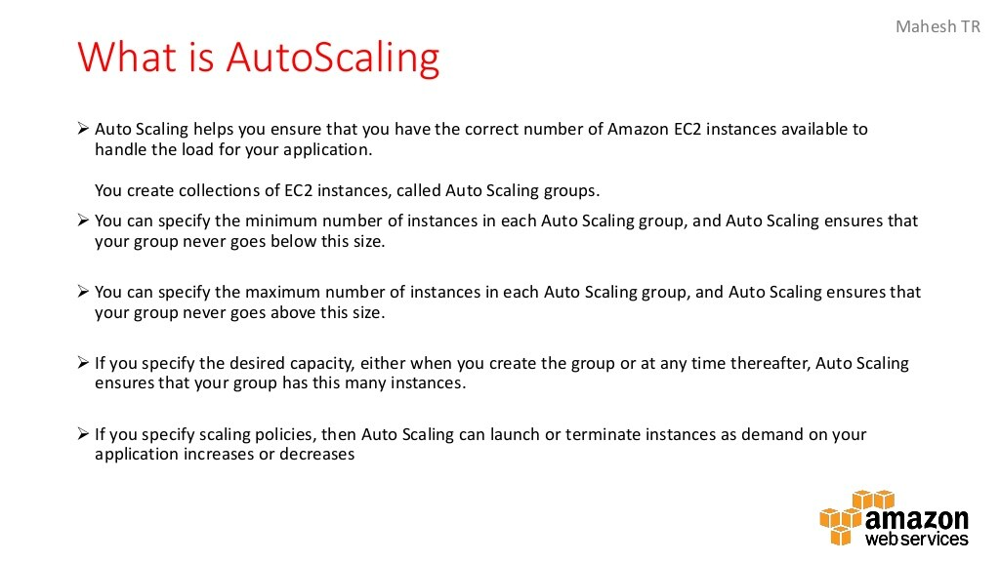 Mahesh TR
What is AutoScaling
➢ Auto Scaling helps you ensure that you have the correct number of Amazon EC2 instances available to
handle the load for your application.
You create collections of EC2 instances, called Auto Scaling groups.
➢ You can specify the minimum number of instances in each Auto Scaling group, and Auto Scaling ensures that
your group never goes below this size.
➢ You can specify the maximum number of instances in each Auto Scaling group, and Auto Scaling ensures that
your group never goes above this size.
➢ If you specify the desired capacity, either when you create the group or at any time thereafter, Auto Scaling
ensures that your group has this many instances.
➢ If you specify scaling policies, then Auto Scaling can launch or terminate instances as demand on your
application increases or decreases
amazon
web services